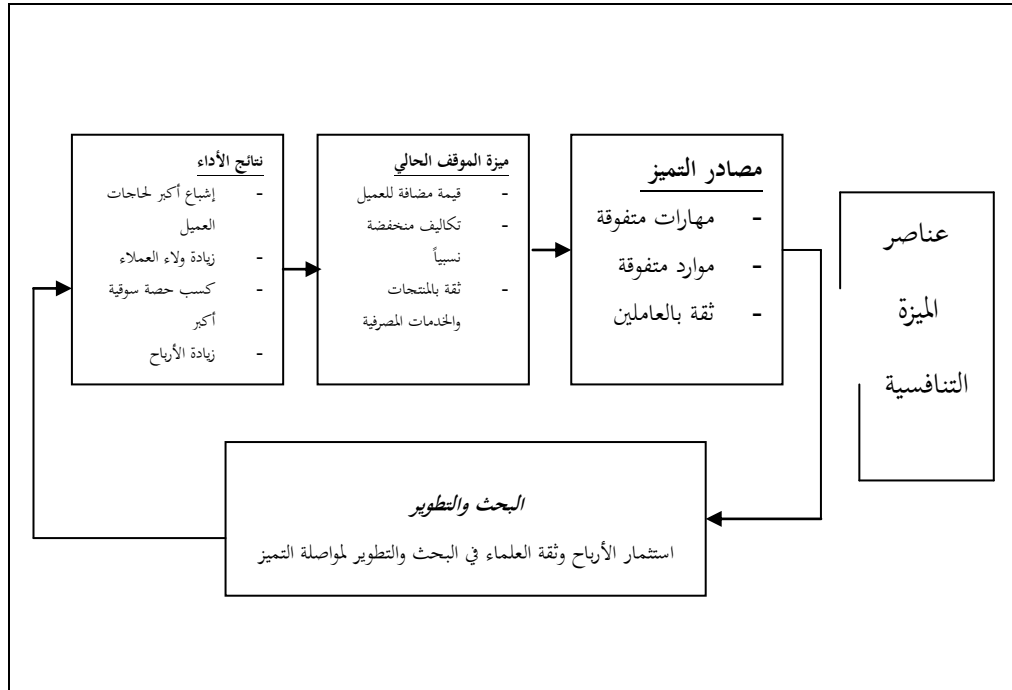 عناصر
الميزة
التنافسية
مصادر التميز
- مهارات متفوقة
- موارد متفوقة
- ثقة بالعاملين
ميزة الموقف الحالي
- قيمة مضافة للعميل
- تكاليف منخفضة
نسبياً
- ثقة بالمنتجات
والخدمات المصرفية
نتائج الأداء
- إشباع أكبر لحاجات
العميل
- زيادة ولاء العملاء
- كسب حصة سوقية
أكبر
- زيادة الأرباح
البحث والتطوير
استثمار الأرباح وثقة العلماء في البحث والتطوير لمواصلة التميز